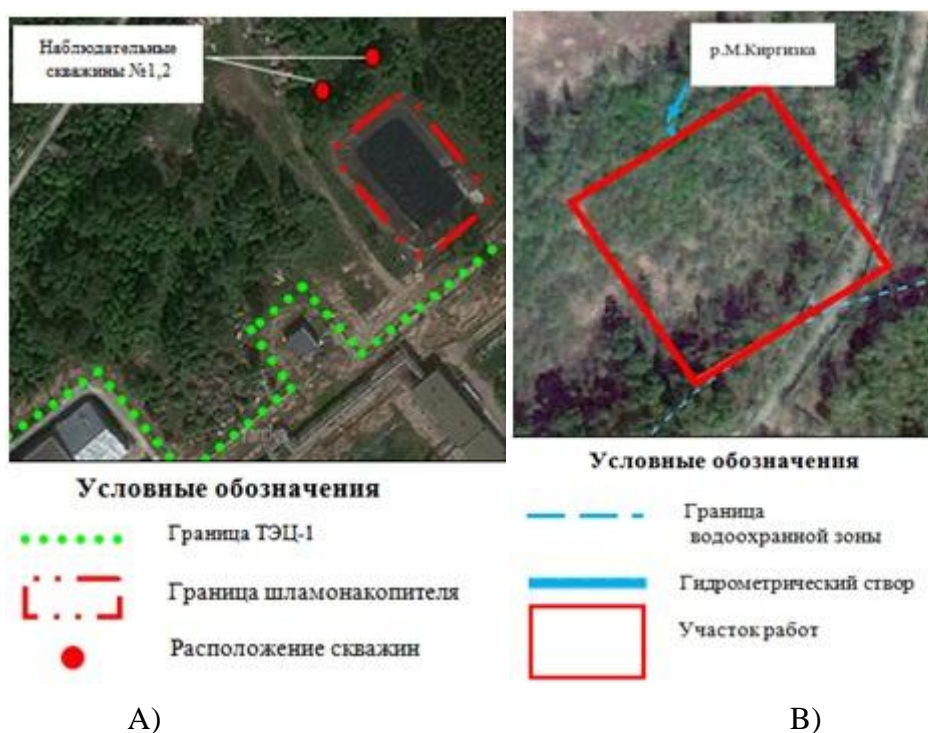 Наблюдательные
скважины №1,2
р.М.Киргизка
Условные обозначения
Граница ТЭЦ-1
Граница шламонакопителя
Расположение скважин
Условные обозначения
Граница
водоохранной зоны
Гидрометрический створ
Участок работ
А)
В)